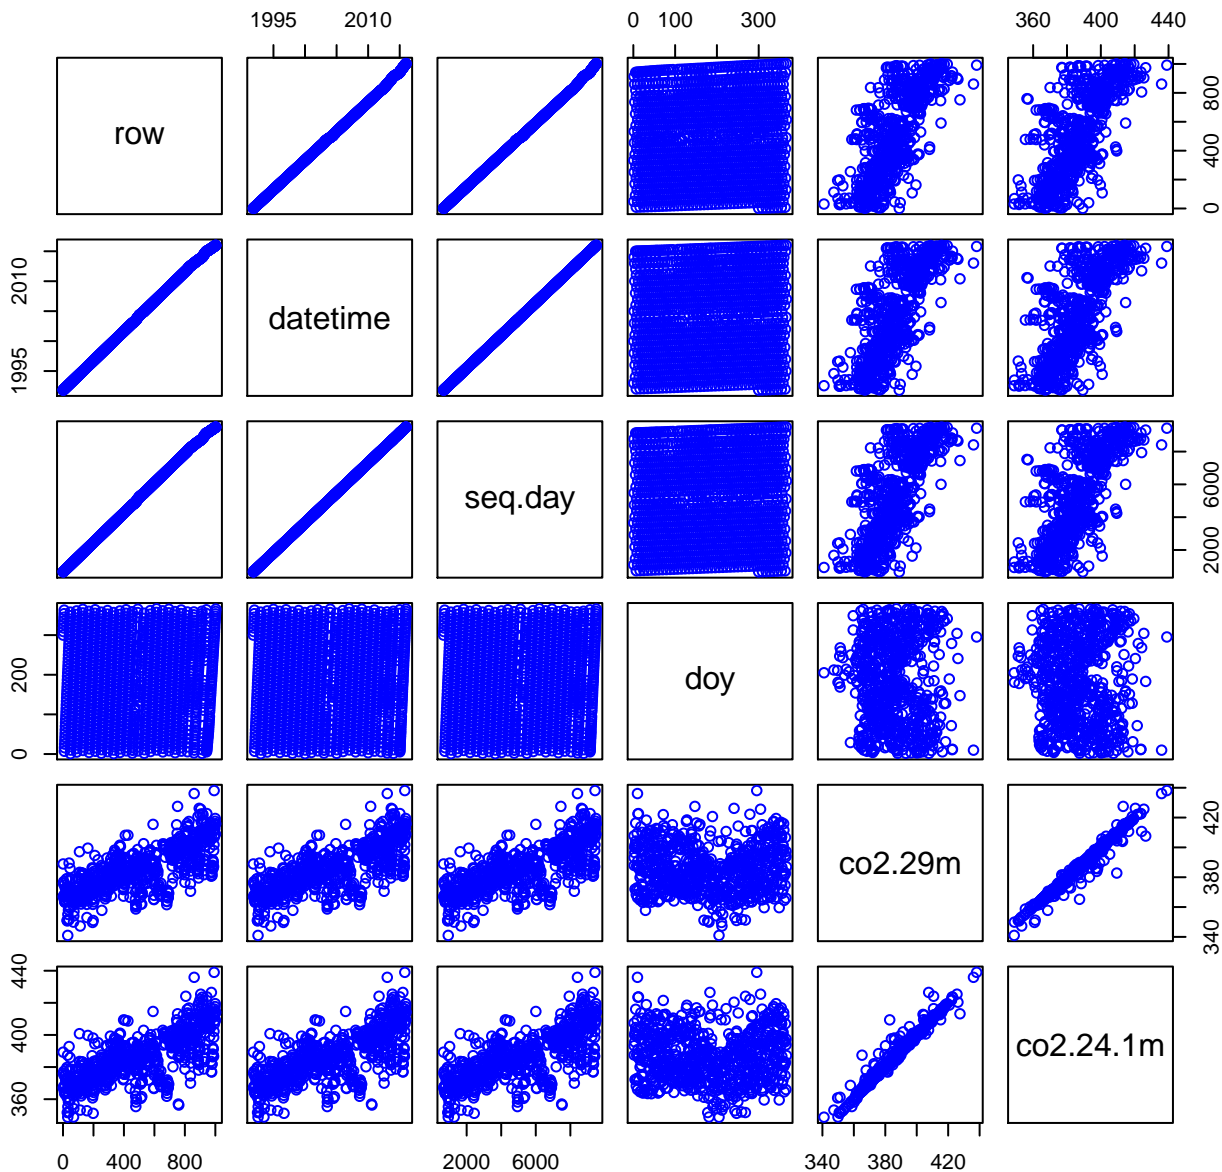 1995 2010 0 100 300 360 400 440
row 0 400 800
1995 2010 datetime
seq.day 2000 6000
0 200 doy
co2.29m 340 380 420
360 400 440 co2.24.1m
0 400 800 2000 6000 340 380 420